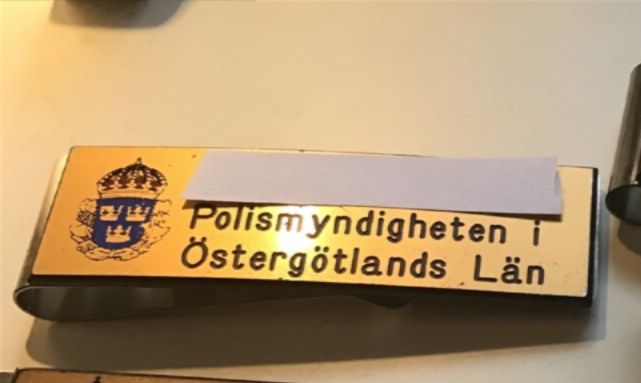 Polismyndigheten i
Östergötlands Län